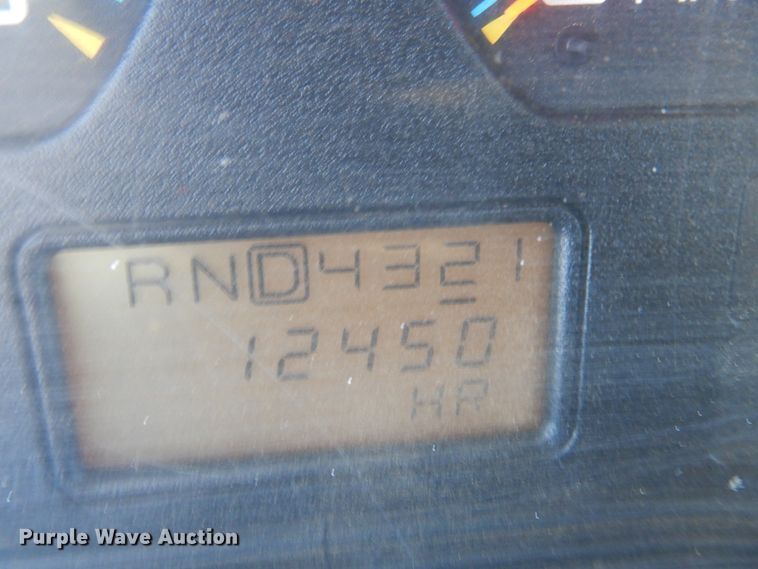 RND4321
12450
HR
Purple Wave Auction